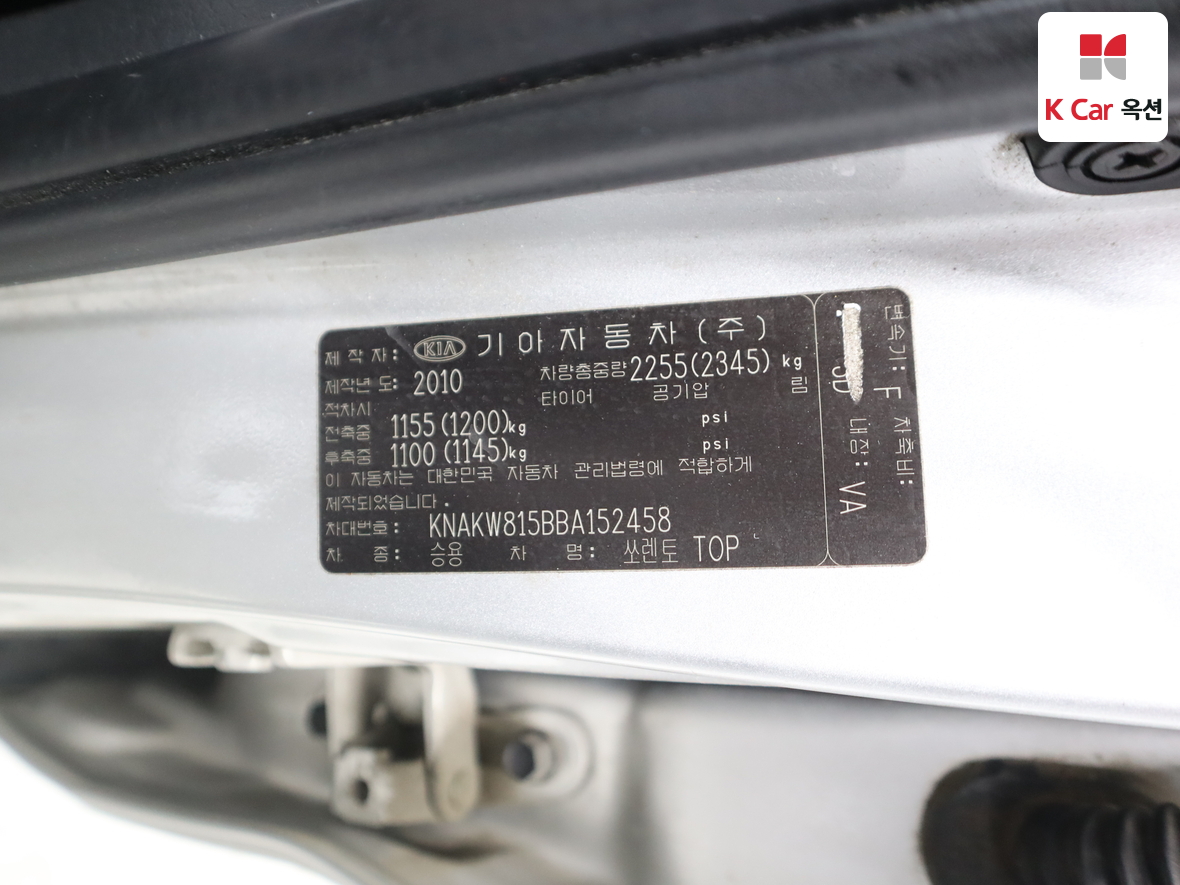 K Car 옥션
제 작 자: KIA 기 아 자 동 차 (주)
제작년 도: 2010 차량총중량 2255(2345) kg
타이어 공기압 림
적차시
전축중 1155 (1200)kg psi
후축중 1100 (1145)kg psi
이 자동차는 대한민국 자동차 관리법령에 적합하게
제작되었습니다.
차대번호: KNAKW815BBA152458
차 종: 승용 차 명: 쏘렌토 TOP
변속기: F 차축비:
3D 내장: VA